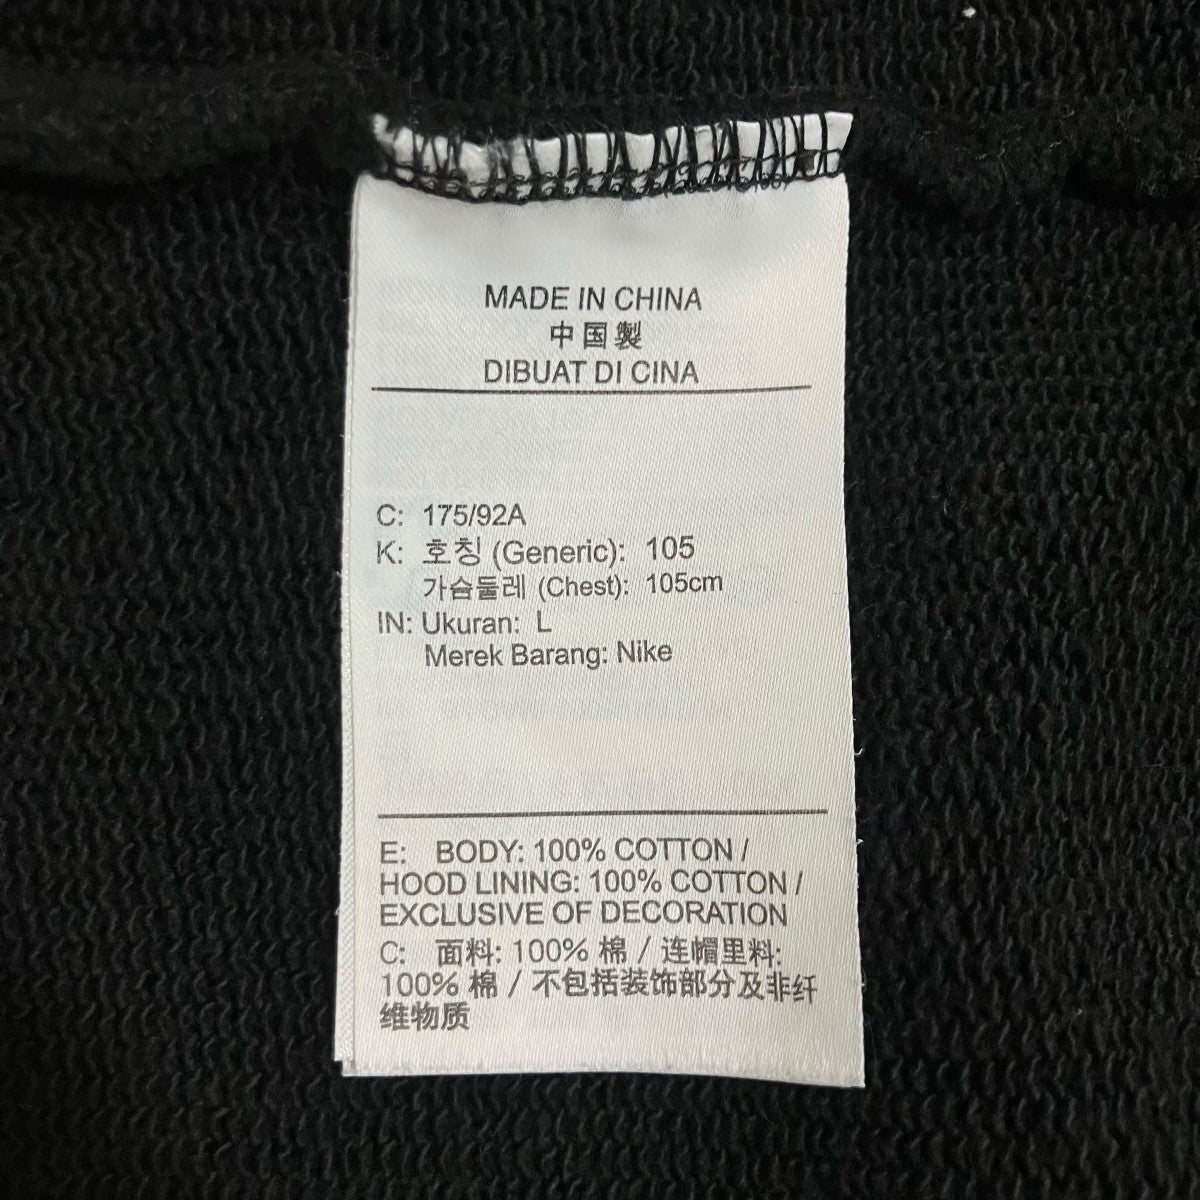 MADE IN CHINA
中国製
DIBUAT DI CINA
C: 175/92A
K: 호칭 (Generic): 105
가슴둘레 (Chest): 105cm
IN: Ukuran: L
Merek Barang: Nike
E: BODY: 100% COTTON /
HOOD LINING: 100% COTTON /
EXCLUSIVE OF DECORATION
C: 面料: 100% 棉 / 连帽里料:
100% 棉 / 不包括装饰部分及非纤
维物质